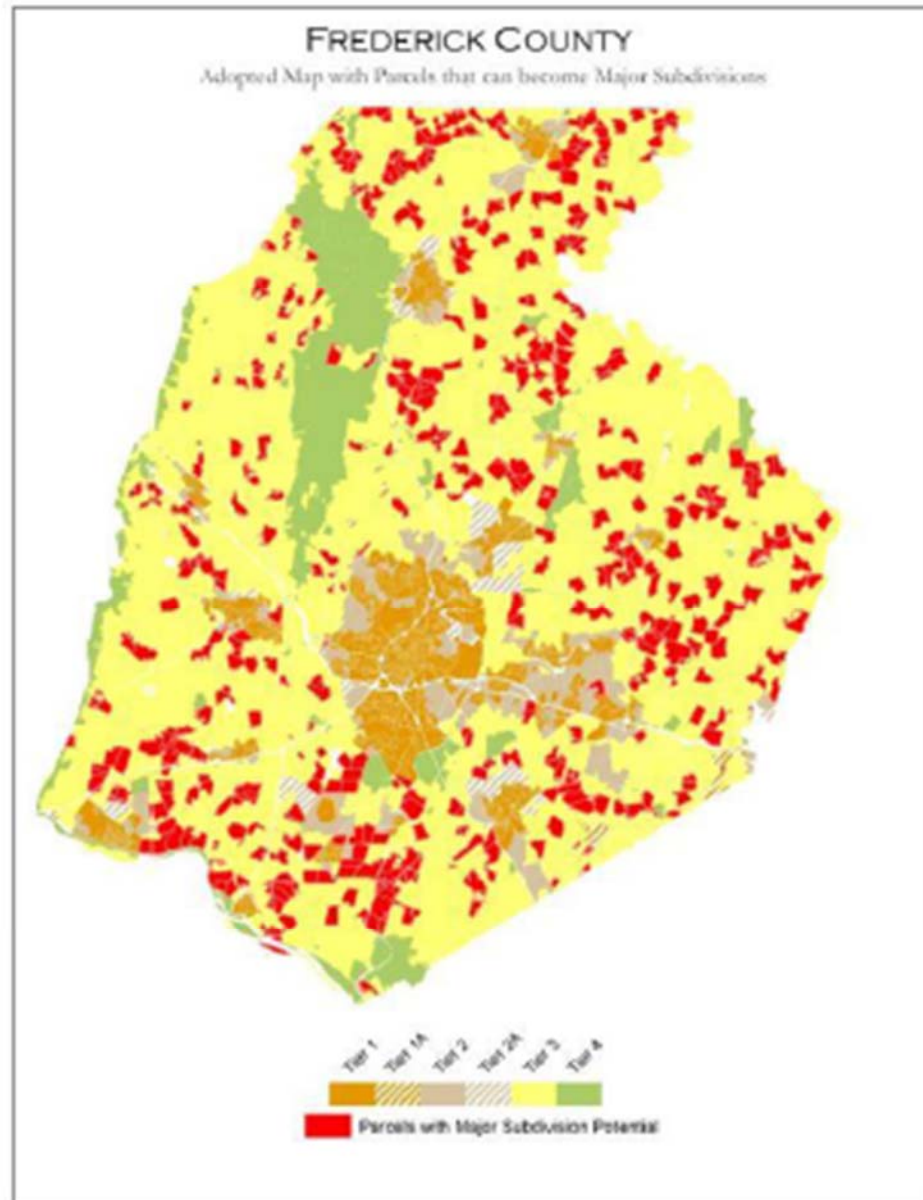 FREDERICK COUNTY
Adopted Map with Parcels that can become Major Subdivisions
Tier 1
Tier 1A
Tier 2
Tier 2A
Tier 3
Tier 4
Parcels with Major Subdivision Potential